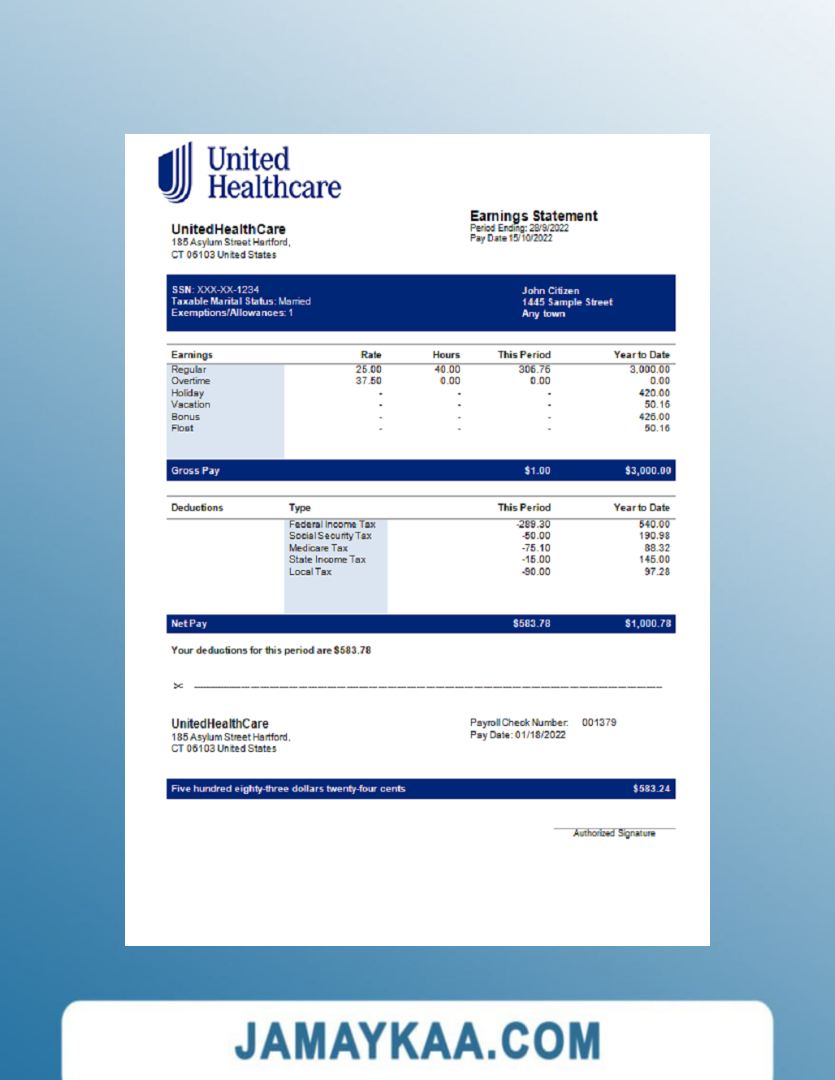 United
Healthcare
Earnings Statement
Period Ending: 28/9/2022
Pay Date 15/10/2022
UnitedHealthCare
185 Asylum Street Hartford,
CT 06103 United States
SSN: XXX-XX-1234
Taxable Marital Status: Married
Exemptions/Allowances: 1
John Citizen
1445 Sample Street
Any town
Earnings Rate Hours This Period Year to Date
Regular 25.00 40.00 306.76 3,000.00
Overtime 37.50 0.00 0.00 0.00
Holiday - - - 420.00
Vacation - - - 50.16
Bonus - - - 426.00
Float - - - 50.16
Gross Pay $1.00 $3,000.00
Deductions Type This Period Year to Date
Federal Income Tax -289.30 540.00
Social Security Tax -50.00 190.98
Medicare Tax -75.10 88.32
State Income Tax -15.00 145.00
Local Tax -90.00 97.28
Net Pay $583.78 $1,000.78
Your deductions for this period are $583.78
UnitedHealthCare
185 Asylum Street Hartford,
CT 06103 United States
Payroll Check Number: 001379
Pay Date: 01/18/2022
Five hundred eighty-three dollars twenty-four cents $583.24
Authorized Signature
JAMAYKAA.COM